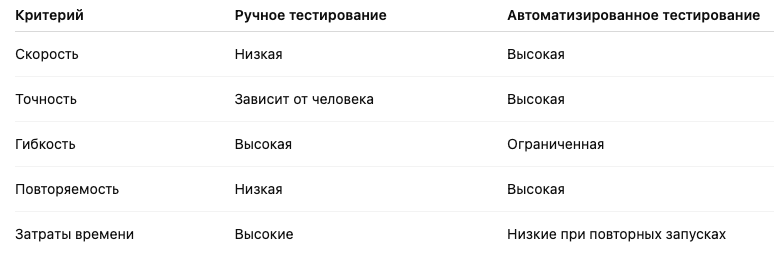 Критерий Ручное тестирование Автоматизированное тестирование
Скорость Низкая Высокая
Точность Зависит от человека Высокая
Гибкость Высокая Ограниченная
Повторяемость Низкая Высокая
Затраты времени Высокие Низкие при повторных запусках